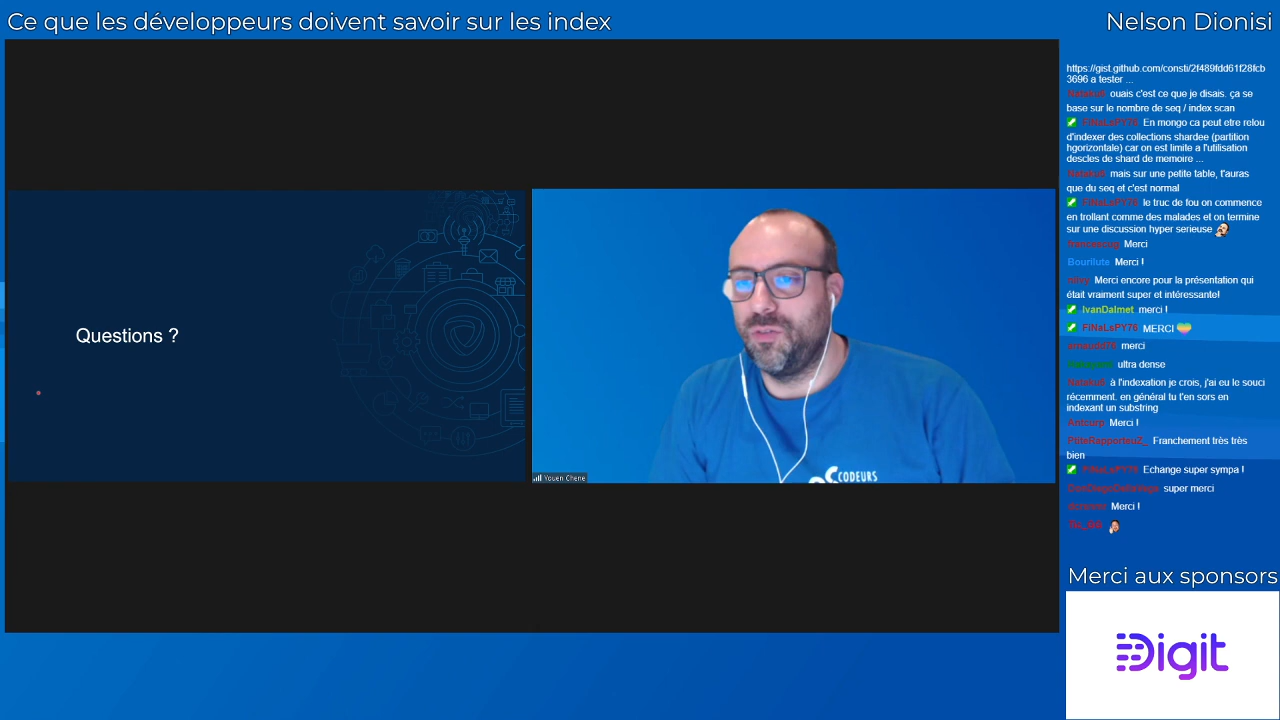 Ce que les développeurs doivent savoir sur les index
Nelson Dionisi
Questions ?
Youen Chene
CODEURS
https://gist.github.com/consti/2f489fdd61f28fcb
3696 a tester ...
ouais c'est ce que je disais. ça se
base sur le nombre de seq / index scan
FiNaLsPY76 En mongo ca peut etre relou
d'indexer des collections shardee (partition
hgorizontale) car on est limite a l'utilisation
descles de shard de memoire ...
mais sur une petite table, t'auras
que du seq et c'est normal
FiNaLsPY76 le truc de fou on commence
en trollant comme des malades et on termine
sur une discussion hyper serieuse
Merci
Bourilute Merci !
Merci encore pour la présentation qui
était vraiment super et intéressante!
IvanDalmet merci !
FiNaLsPY76 MERCI
merci
ultra dense
à l'indexation je crois, j'ai eu le souci
récemment. en général tu t'en sors en
indexant un substring
Merci !
Franchement très très
bien
FiNaLsPY76 Echange super sympa !
super merci
Merci !
Merci aux sponsors
Digit